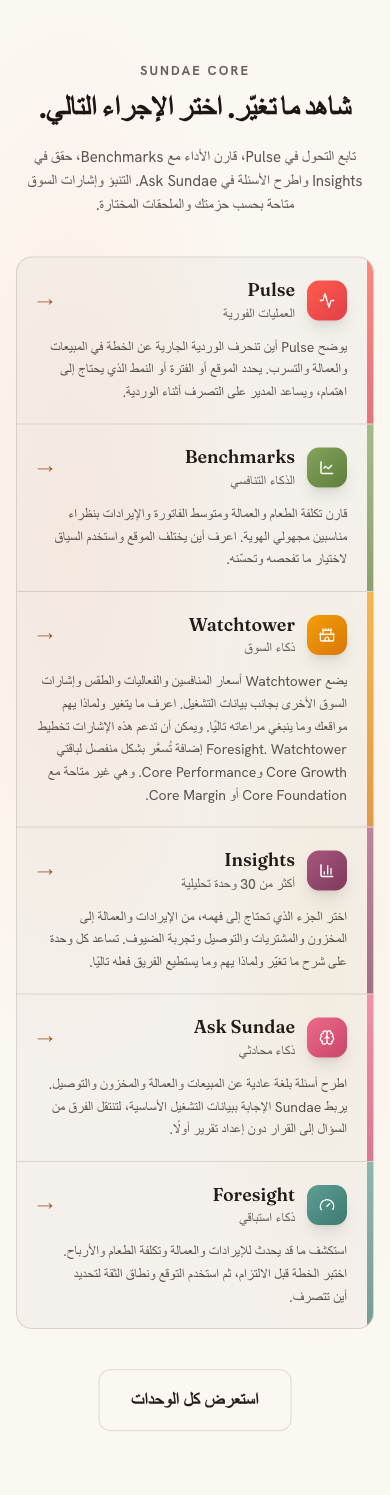 SUNDAE CORE
شاهد ما تغيّر. اختر الإجراء التالي.
تابع التحول في Pulse، قارن الأداء مع Benchmarks، حقق في
Insights واطرح الأسئلة في Ask Sundae. التنبؤ وإشارات السوق
متاحة بحسب حزمتك والملحقات المختارة.
Pulse
العمليات الفورية
يوضح Pulse أين تنحرف الوردية الجارية عن الخطة في المبيعات
والعمالة والتسرب. يحدد الموقع أو الفترة أو النمط الذي يحتاج إلى
اهتمام، ويساعد المدير على التصرف أثناء الوردية.
Benchmarks
الذكاء التنافسي
قارن تكلفة الطعام والعمالة ومتوسط الفاتورة والإيرادات بنظراء
مناسبين مجهولي الهوية. اعرف أين يختلف الموقع واستخدم السياق
لاختيار ما تفحصه وتحسّنه.
Watchtower
ذكاء السوق
يضع Watchtower أسعار المنافسين والفعاليات والطقس وإشارات
السوق الأخرى بجانب بيانات التشغيل. اعرف ما يتغير ولماذا يهم
مواقعك وما ينبغي مراعاته تاليًا. ويمكن أن تدعم هذه الإشارات تخطيط
Foresight. Watchtower إضافة تُسعَّر بشكل منفصل لباقتي
Core Growth وCore Performance. وهي غير متاحة مع
Core Foundation أو Core Margin.
Insights
أكثر من 30 وحدة تحليلية
اختر الجزء الذي تحتاج إلى فهمه، من الإيرادات والعمالة إلى
المخزون والمشتريات والتوصيل وتجربة الضيوف. تساعد كل وحدة
على شرح ما تغيّر ولماذا يهم وما يستطيع الفريق فعله تاليًا.
Ask Sundae
ذكاء محادثي
اطرح أسئلة بلغة عادية عن المبيعات والعمالة والمخزون والتوصيل.
يربط Sundae الإجابة ببيانات التشغيل الأساسية، لتنتقل الفرق من
السؤال إلى القرار دون إعداد تقرير أولًا.
Foresight
ذكاء استباقي
استكشف ما قد يحدث للإيرادات والعمالة وتكلفة الطعام والأرباح.
اختبر الخطة قبل الالتزام، ثم استخدم التوقع ونطاق الثقة لتحديد
أين تتصرف.
استعرض كل الوحدات